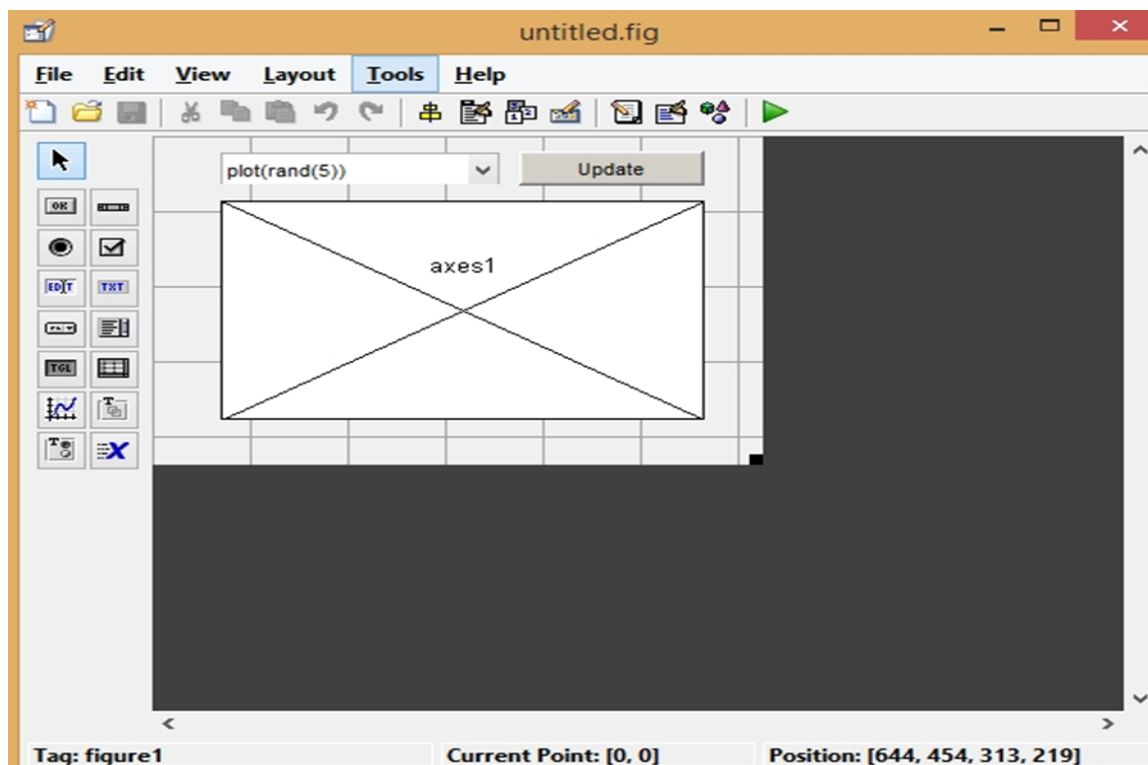 untitled.fig
File Edit View Layout Tools Help
plot(rand(5)) Update
OK
axes1
EDIT TXT
TGL
T
T X
Tag: figure1 Current Point: [0, 0] Position: [644, 454, 313, 219]